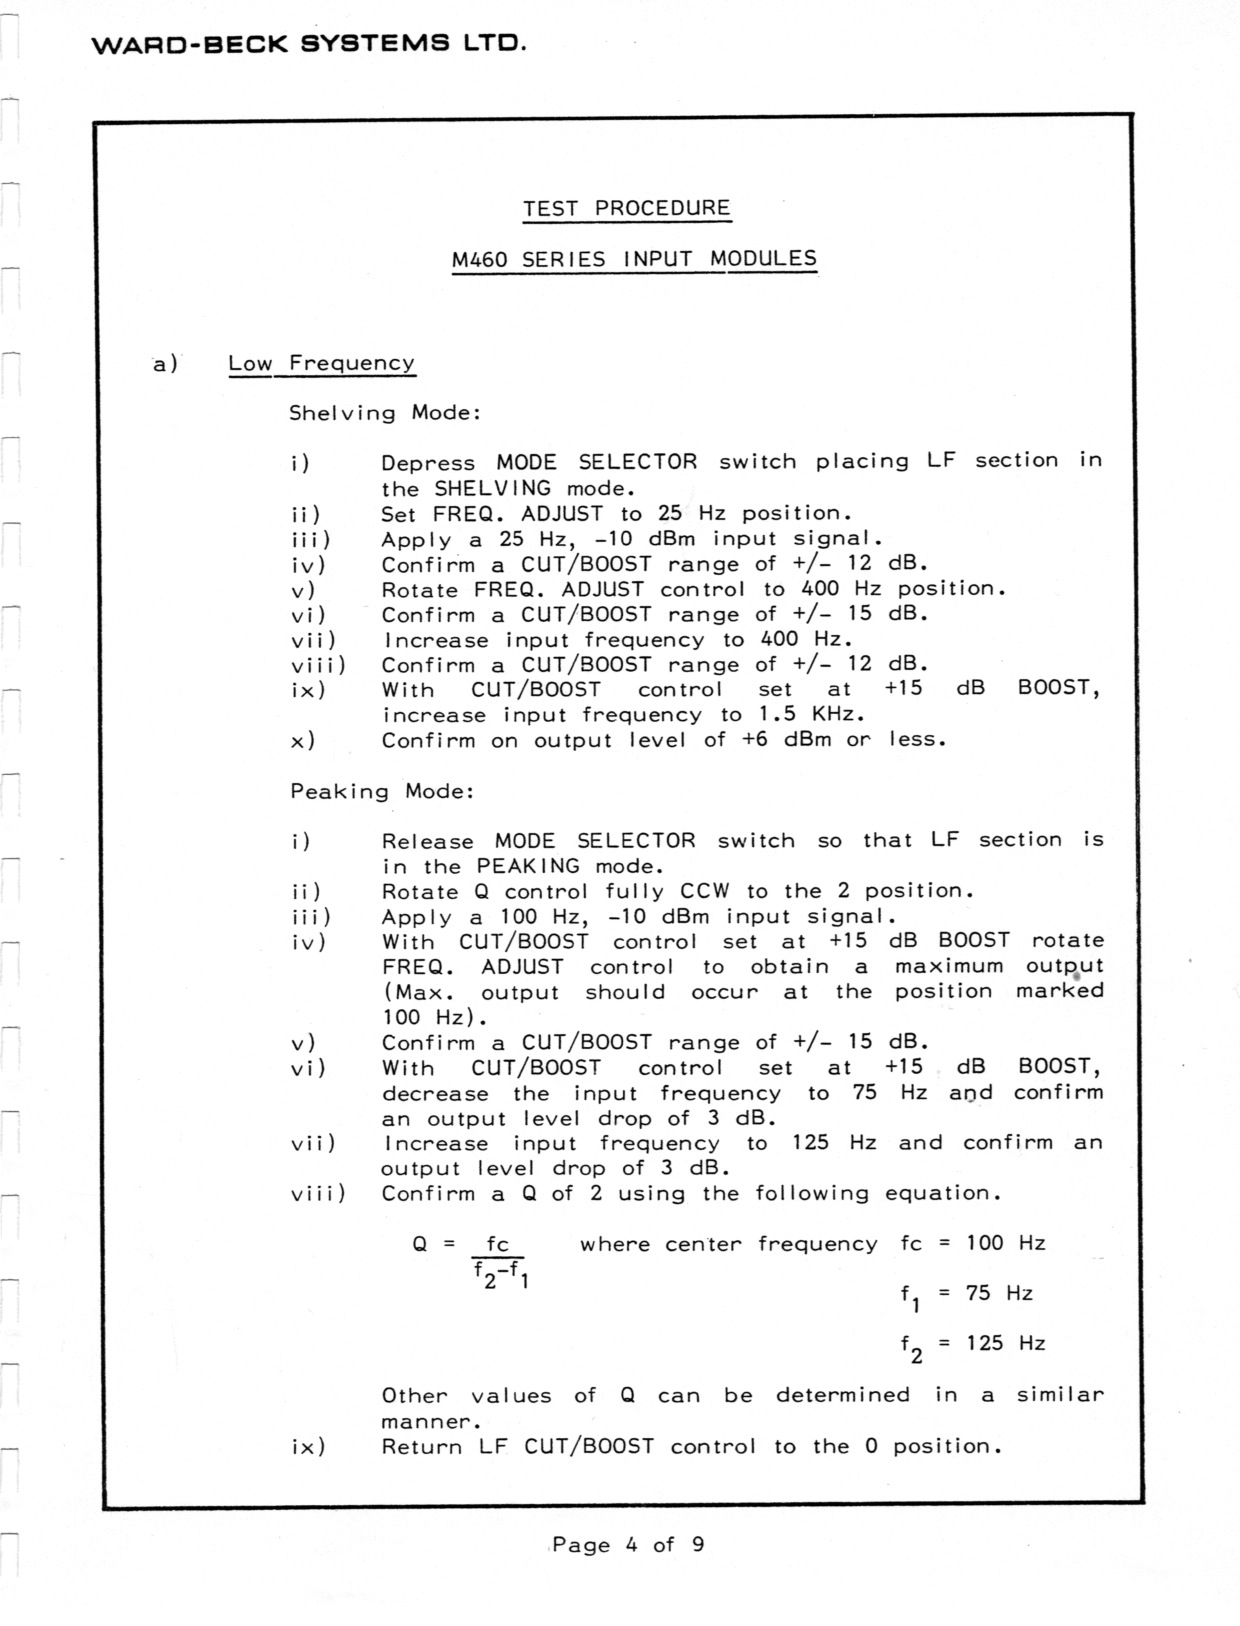 WARD-BECK SYSTEMS LTD.
TEST PROCEDURE
M460 SERIES INPUT MODULES
a) Low Frequency
Shelving Mode:
i) Depress MODE SELECTOR switch placing LF section in
the SHELVING mode.
ii) Set FREQ. ADJUST to 25 Hz position.
iii) Apply a 25 Hz, -10 dBm input signal.
iv) Confirm a CUT/BOOST range of +/- 12 dB.
v) Rotate FREQ. ADJUST control to 400 Hz position.
vi) Confirm a CUT/BOOST range of +/- 15 dB.
vii) Increase input frequency to 400 Hz.
viii) Confirm a CUT/BOOST range of +/- 12 dB.
ix) With CUT/BOOST control set at +15 dB BOOST,
increase input frequency to 1.5 KHz.
x) Confirm on output level of +6 dBm or less.
Peaking Mode:
i) Release MODE SELECTOR switch so that LF section is
in the PEAKING mode.
ii) Rotate Q control fully CCW to the 2 position.
iii) Apply a 100 Hz, -10 dBm input signal.
iv) With CUT/BOOST control set at +15 dB BOOST rotate
FREQ. ADJUST control to obtain a maximum output
(Max. output should occur at the position marked
100 Hz).
v) Confirm a CUT/BOOST range of +/- 15 dB.
vi) With CUT/BOOST control set at +15 dB BOOST,
decrease the input frequency to 75 Hz and confirm
an output level drop of 3 dB.
vii) Increase input frequency to 125 Hz and confirm an
output level drop of 3 dB.
viii) Confirm a Q of 2 using the following equation.
Q = fc where center frequency fc = 100 Hz
f2-f1
f1 = 75 Hz
f2 = 125 Hz
Other values of Q can be determined in a similar
manner.
ix) Return LF CUT/BOOST control to the 0 position.
Page 4 of 9